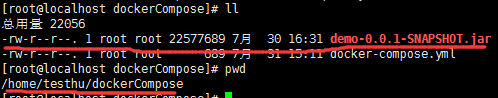 [root@localhost dockerCompose]# ll
总用量 22056
-rw-r--r--. 1 root root 22577689 7月  30 16:31 demo-0.0.1-SNAPSHOT.jar
-rw-r--r--. 1 root root      689 7月  31 15:11 docker-compose.yml
[root@localhost dockerCompose]# pwd
/home/testhu/dockerCompose
[root@localhost dockerCompose]#